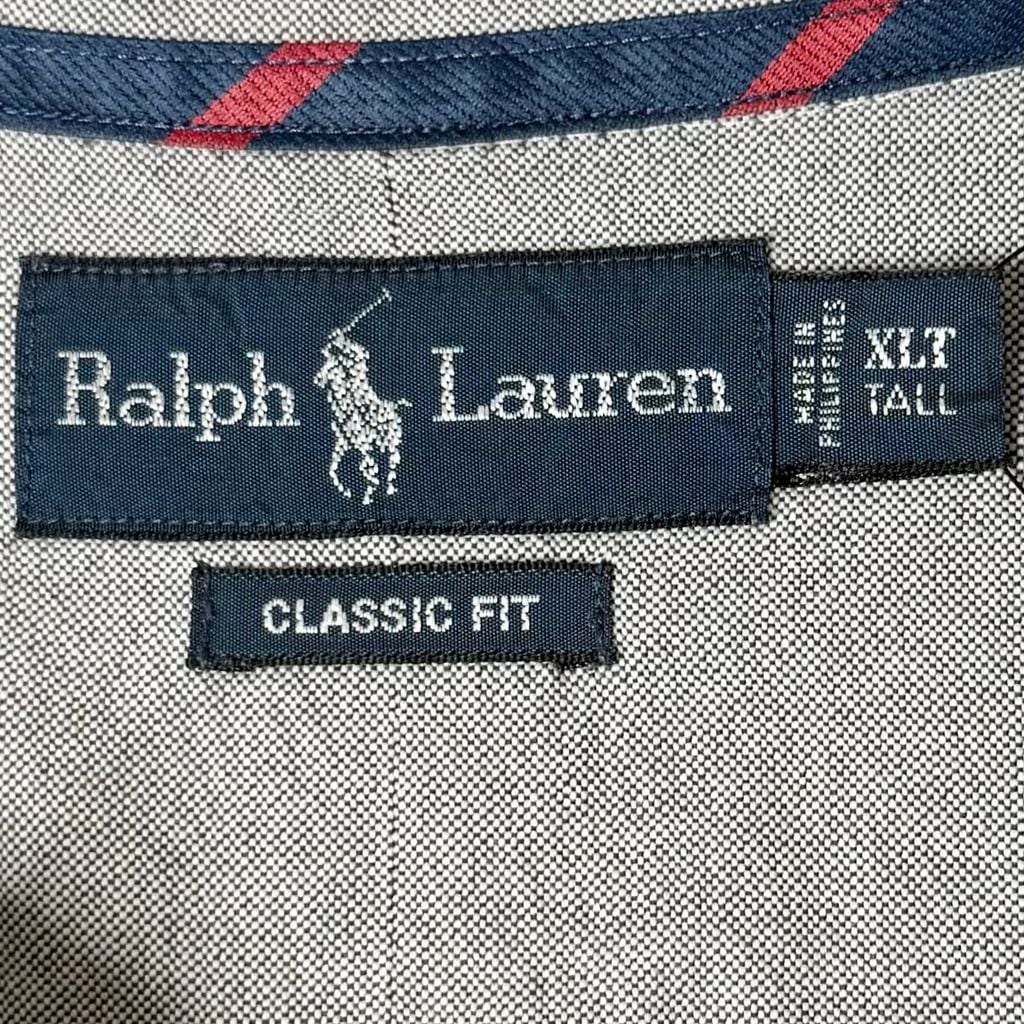 Ralph Lauren
MADE IN
PHILIPPINES
XLT
TALL
CLASSIC FIT